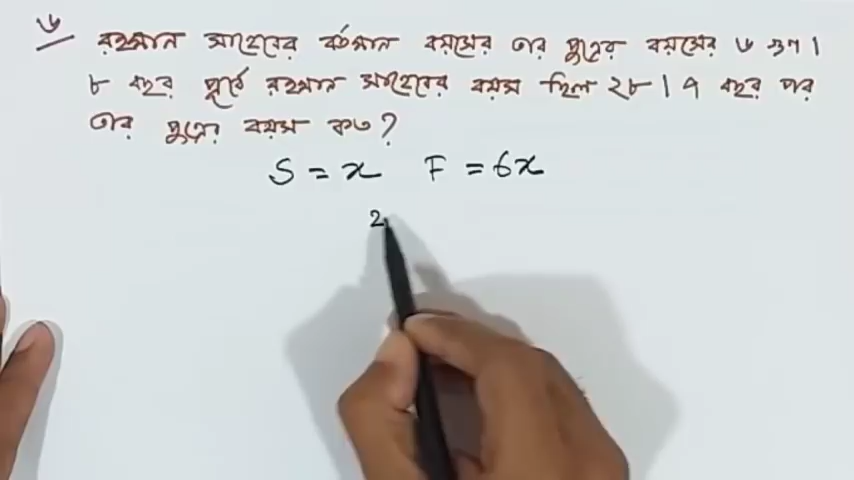 ৬
রহমান সাহেবের বর্তমান বয়সের তার পুত্রের বয়সের ৬ গুণ।
৮ বছর পূর্বে রহমান সাহেবের বয়স ছিল ২৮। ৭ বছর পর
তার পুত্রের বয়স কত?
S = x F = 6x
2